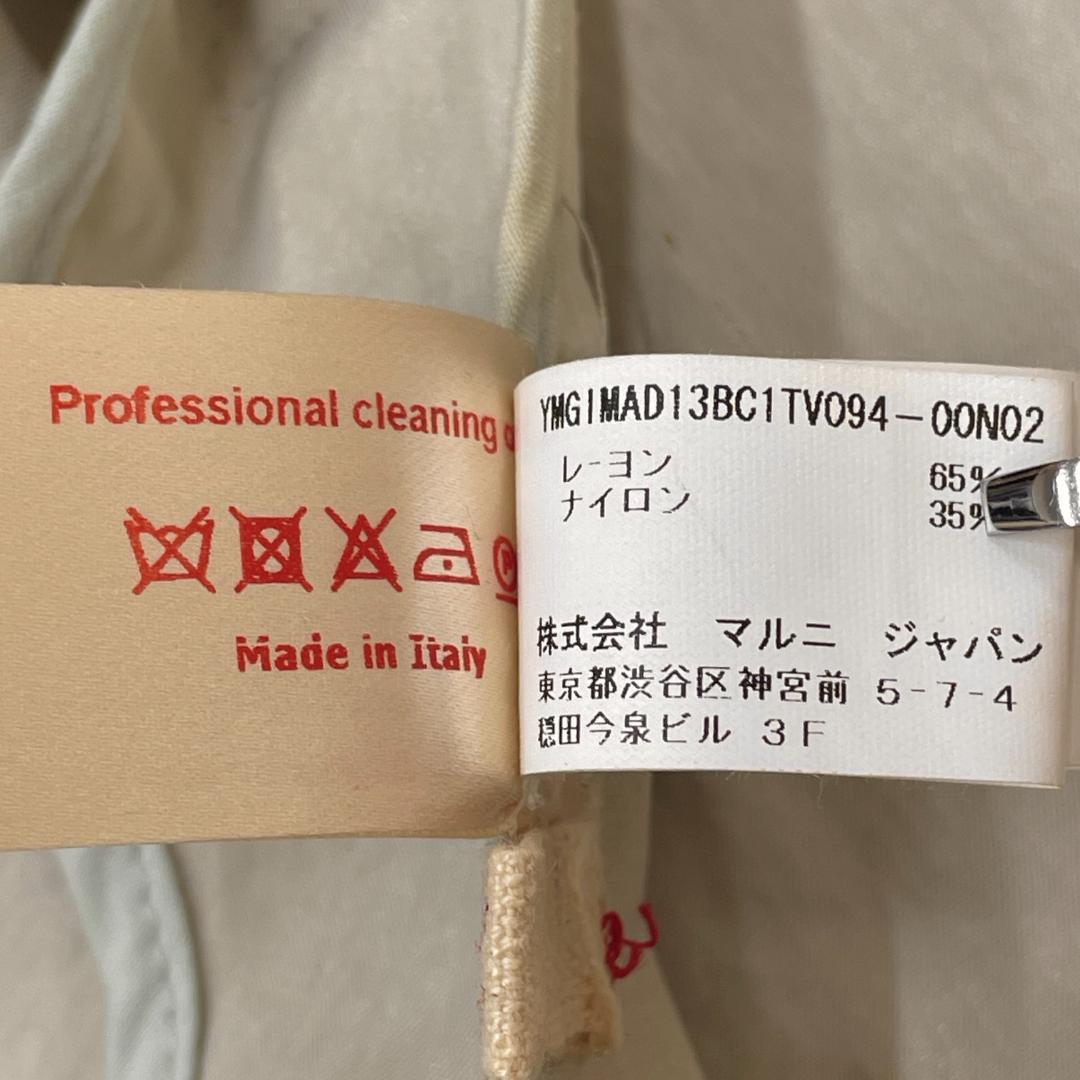 Professional cleaning
P
Made in Italy
YMGIMAD13BC1TV094-00N02
レーヨン 65%
ナイロン 35%
株式会社 マルニ ジャパン
東京都渋谷区神宮前 5-7-4
穏田今泉ビル 3F